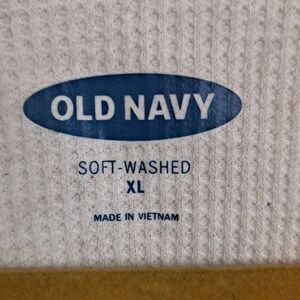 OLD NAVY
SOFT-WASHED
XL
MADE IN VIETNAM